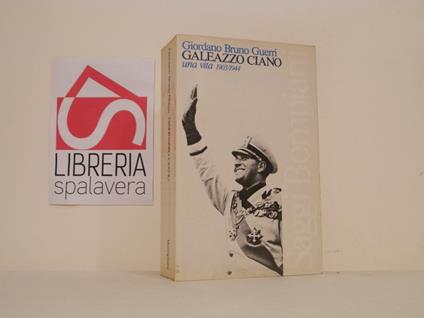 LIBRERIA
spalavera
Giordano Bruno Guerri
GALEAZZO CIANO
una vita 1903/1944
Saggi Bompiani